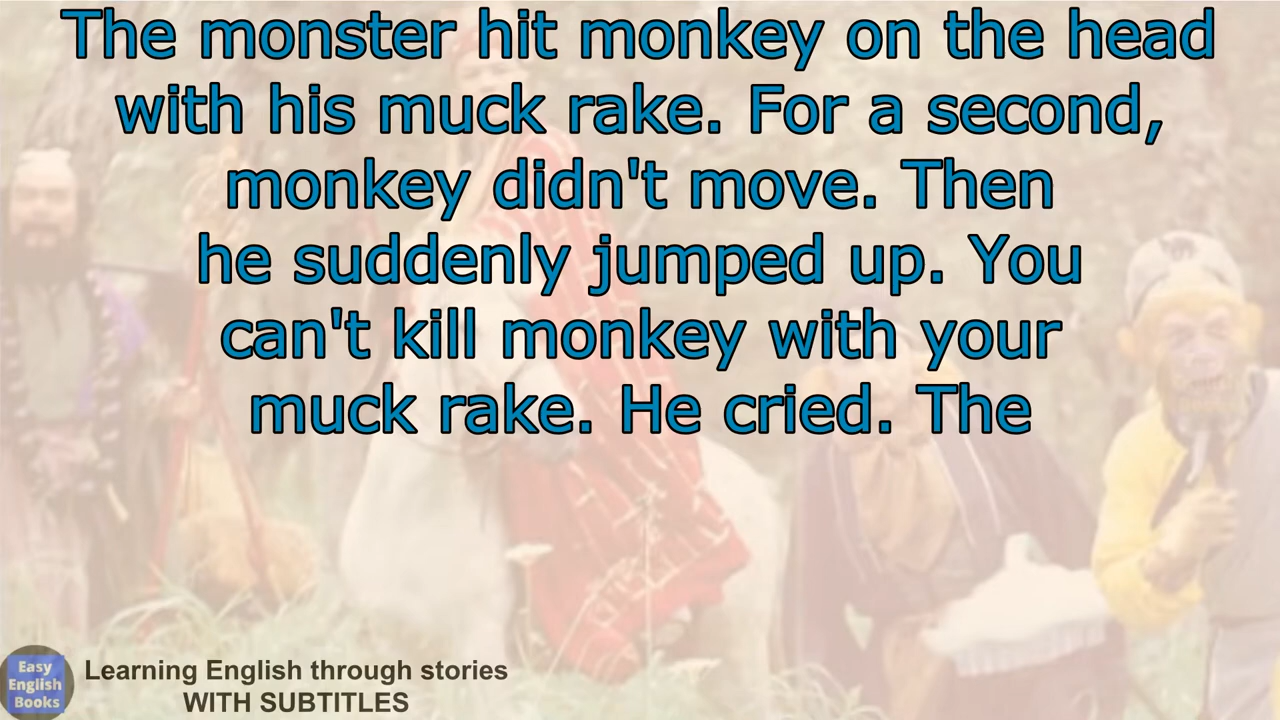 The monster hit monkey on the head
with his muck rake. For a second,
monkey didn't move. Then
he suddenly jumped up. You
can't kill monkey with your
muck rake. He cried. The
Easy
English
Books
Learning English through stories
WITH SUBTITLES